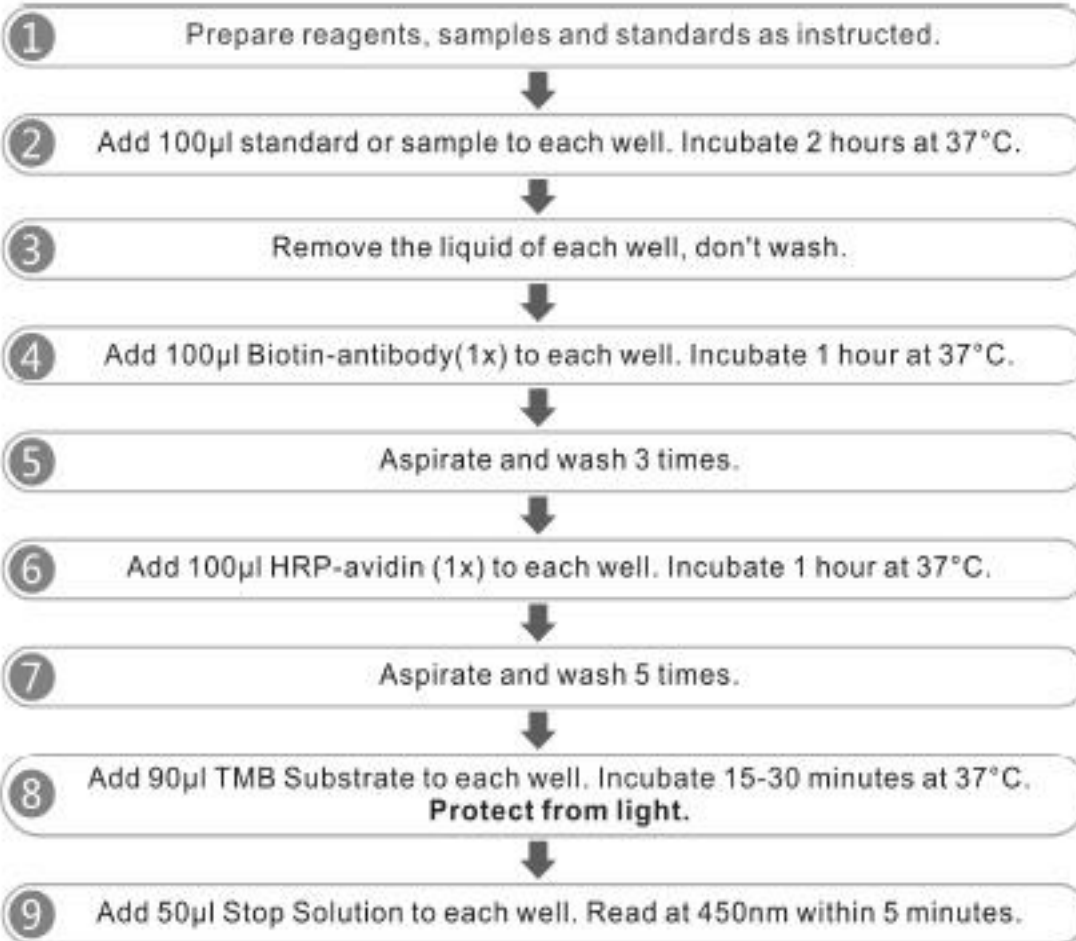 1 Prepare reagents, samples and standards as instructed.
2 Add 100µl standard or sample to each well. Incubate 2 hours at 37°C.
3 Remove the liquid of each well, don't wash.
4 Add 100µl Biotin-antibody(1x) to each well. Incubate 1 hour at 37°C.
5 Aspirate and wash 3 times.
6 Add 100µl HRP-avidin (1x) to each well. Incubate 1 hour at 37°C.
7 Aspirate and wash 5 times.
8 Add 90µl TMB Substrate to each well. Incubate 15-30 minutes at 37°C.
Protect from light.
9 Add 50µl Stop Solution to each well. Read at 450nm within 5 minutes.